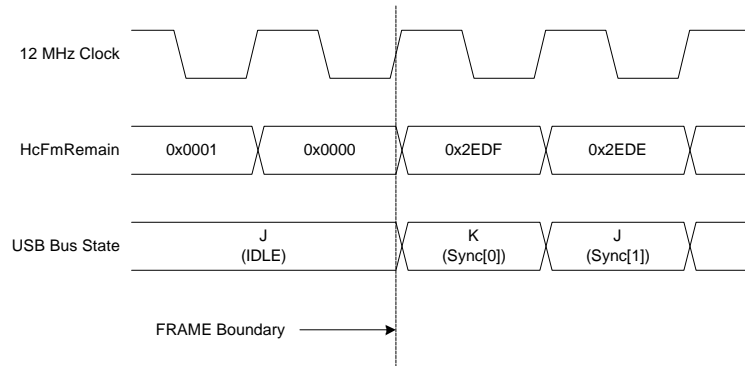 12 MHz Clock
HcFmRemain 0x0001 0x0000 0x2EDF 0x2EDE
USB Bus State
J
(IDLE)
K
(Sync[0])
J
(Sync[1])
FRAME Boundary